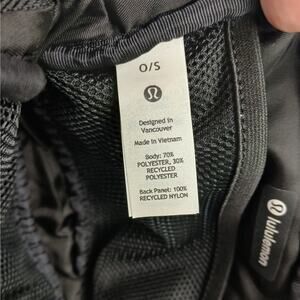 O/S
Designed in
Vancouver
Made in Vietnam
Body: 70%
POLYESTER, 30%
RECYCLED
POLYESTER
Back Panel: 100%
RECYCLED NYLON
lululemon